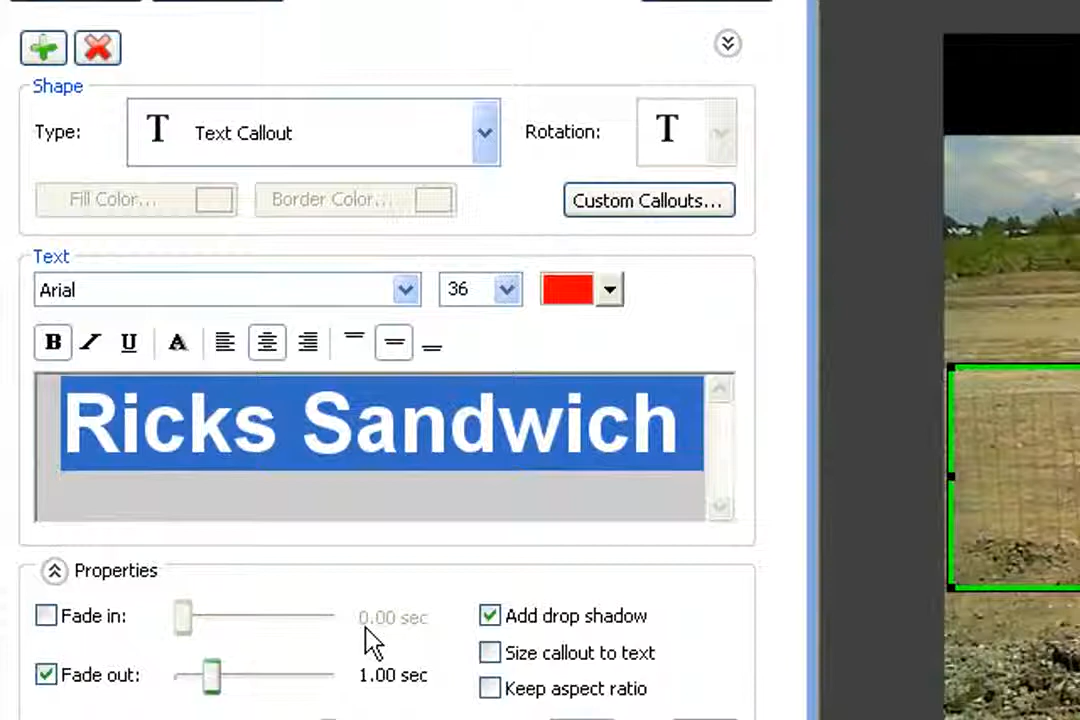 Shape
Type:
T
Text Callout
Rotation:
T
Fill Color...
Border Color...
Custom Callouts...
Text
Arial
36
B I U A
Ricks Sandwich
Properties
Fade in:
0.00 sec
Add drop shadow
Size callout to text
Fade out:
1.00 sec
Keep aspect ratio